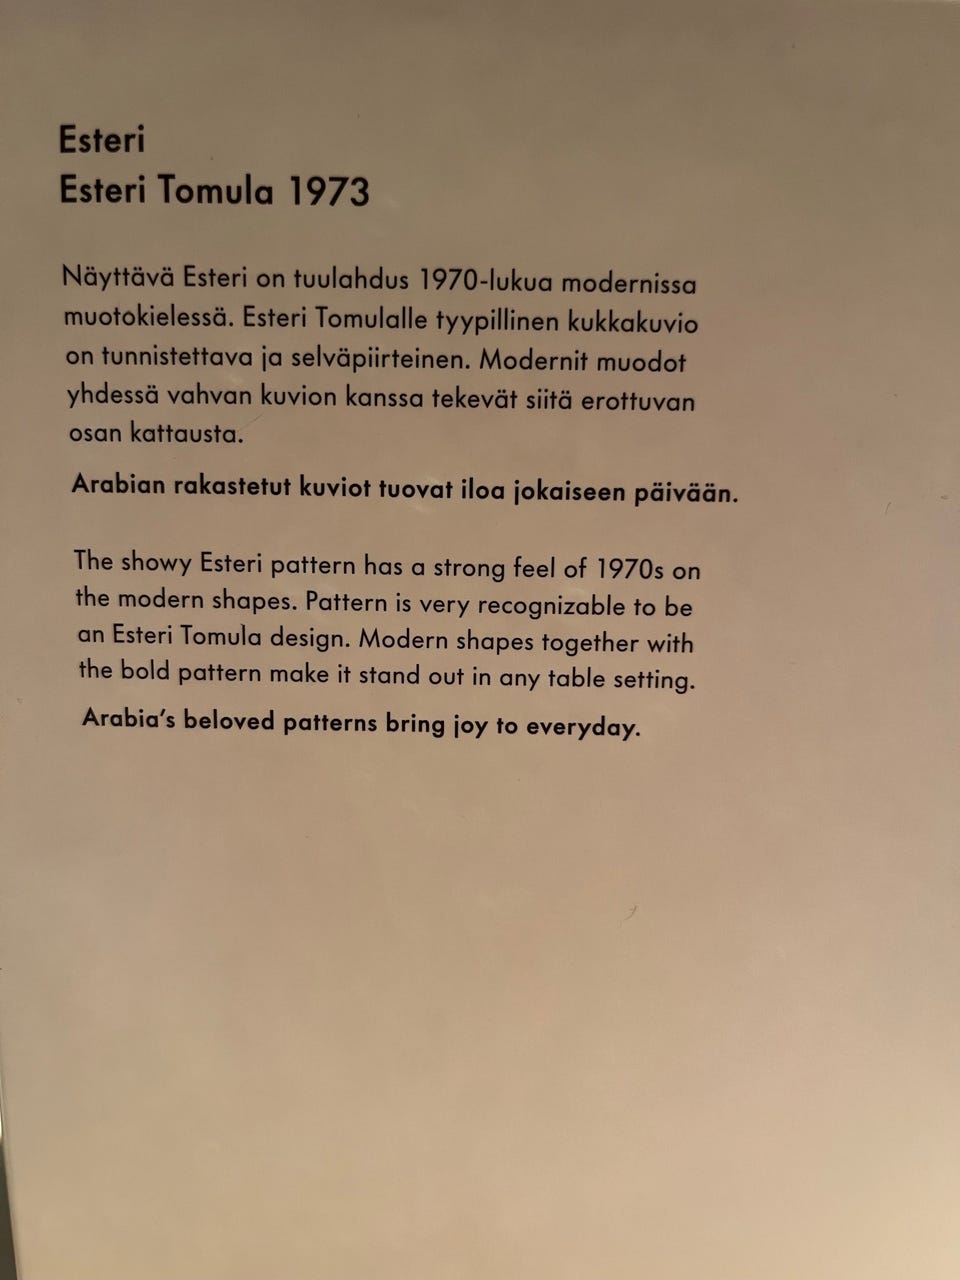 Esteri
Esteri Tomula 1973
Näyttävä Esteri on tuulahdus 1970-lukua modernissa
muotokielessä. Esteri Tomulalle tyypillinen kukkakuvio
on tunnistettava ja selväpiirteinen. Modernit muodot
yhdessä vahvan kuvion kanssa tekevät siitä erottuvan
osan kattausta.
Arabian rakastetut kuviot tuovat iloa jokaiseen päivään.
The showy Esteri pattern has a strong feel of 1970s on
the modern shapes. Pattern is very recognizable to be
an Esteri Tomula design. Modern shapes together with
the bold pattern make it stand out in any table setting.
Arabia’s beloved patterns bring joy to everyday.